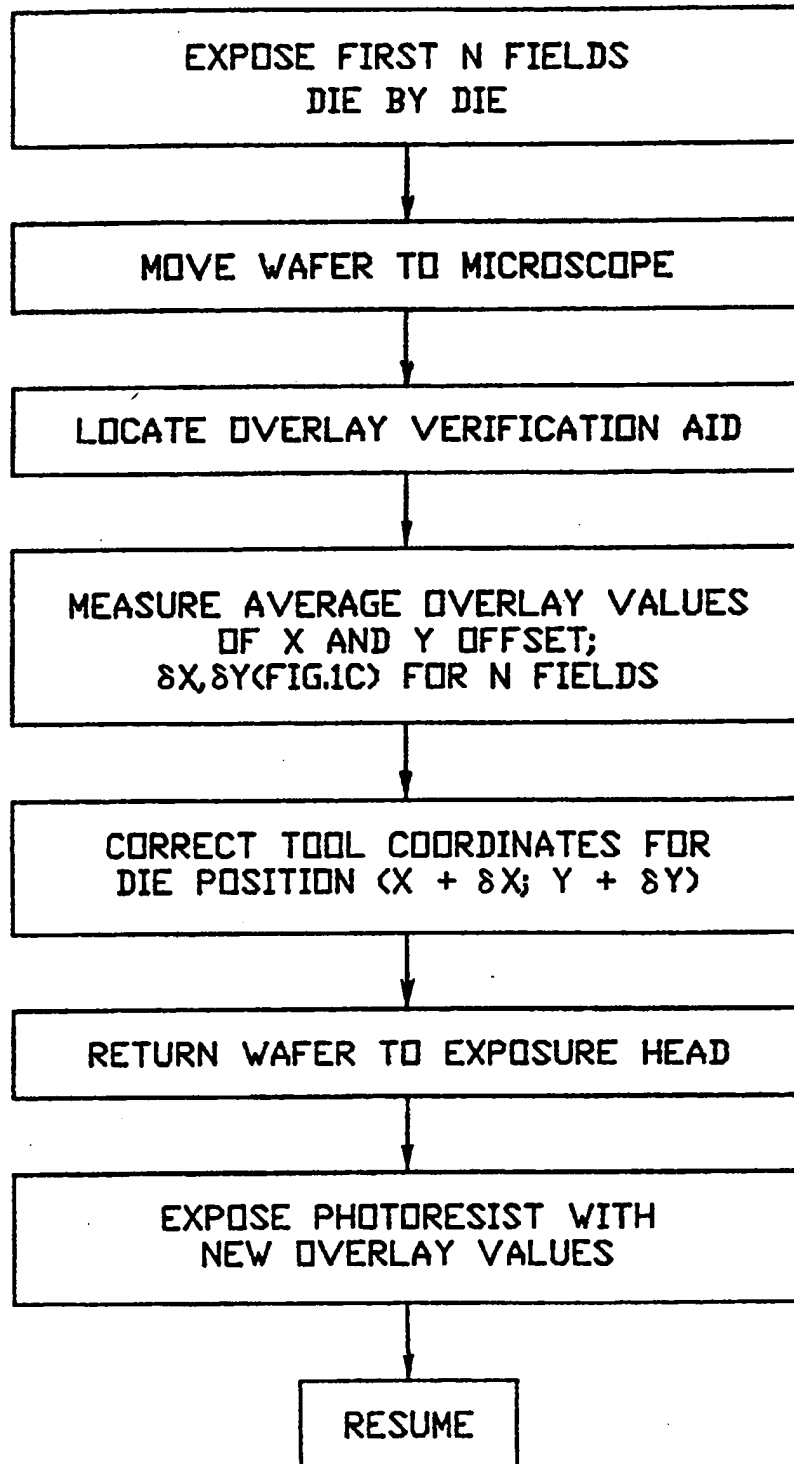 EXPOSE FIRST N FIELDS
DIE BY DIE
MOVE WAFER TO MICROSCOPE
LOCATE OVERLAY VERIFICATION AID
MEASURE AVERAGE OVERLAY VALUES
OF X AND Y OFFSET;
δX,δY(FIG.1C) FOR N FIELDS
CORRECT TOOL COORDINATES FOR
DIE POSITION (X + δX; Y + δY)
RETURN WAFER TO EXPOSURE HEAD
EXPOSE PHOTORESIST WITH
NEW OVERLAY VALUES
RESUME